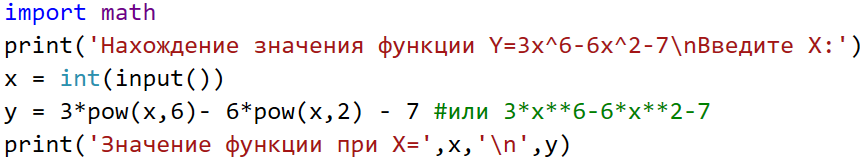 import math
print('Нахождение значения функции Y=3x^6-6x^2-7\nВведите X:')
x = int(input())
y = 3*pow(x,6)- 6*pow(x,2) - 7 #или 3*x**6-6*x**2-7
print('Значение функции при X=',x,'\n',y)